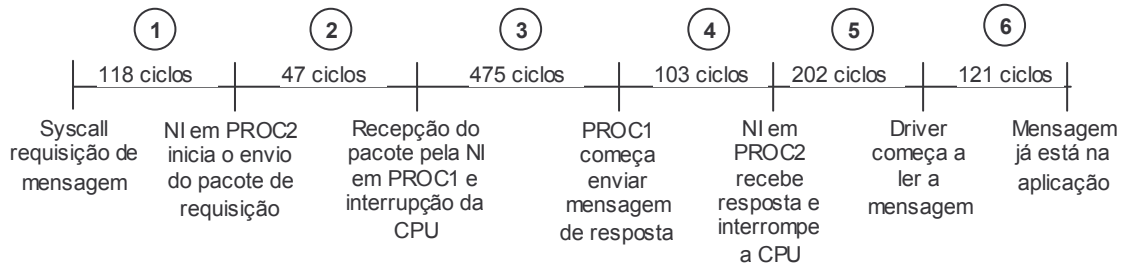 1
2
3
4
5
6
118 ciclos
47 ciclos
475 ciclos
103 ciclos
202 ciclos
121 ciclos
Syscall
requisição de
mensagem
NI em PROC2
inicia o envio
do pacote de
requisição
Recepção do
pacote pela NI
em PROC1 e
interrupção da
CPU
PROC1
começa
enviar
mensagem
de resposta
NI em
PROC2
recebe
resposta e
interrompe
a CPU
Driver
começa a
ler a
mensagem
Mensagem
já está na
aplicação